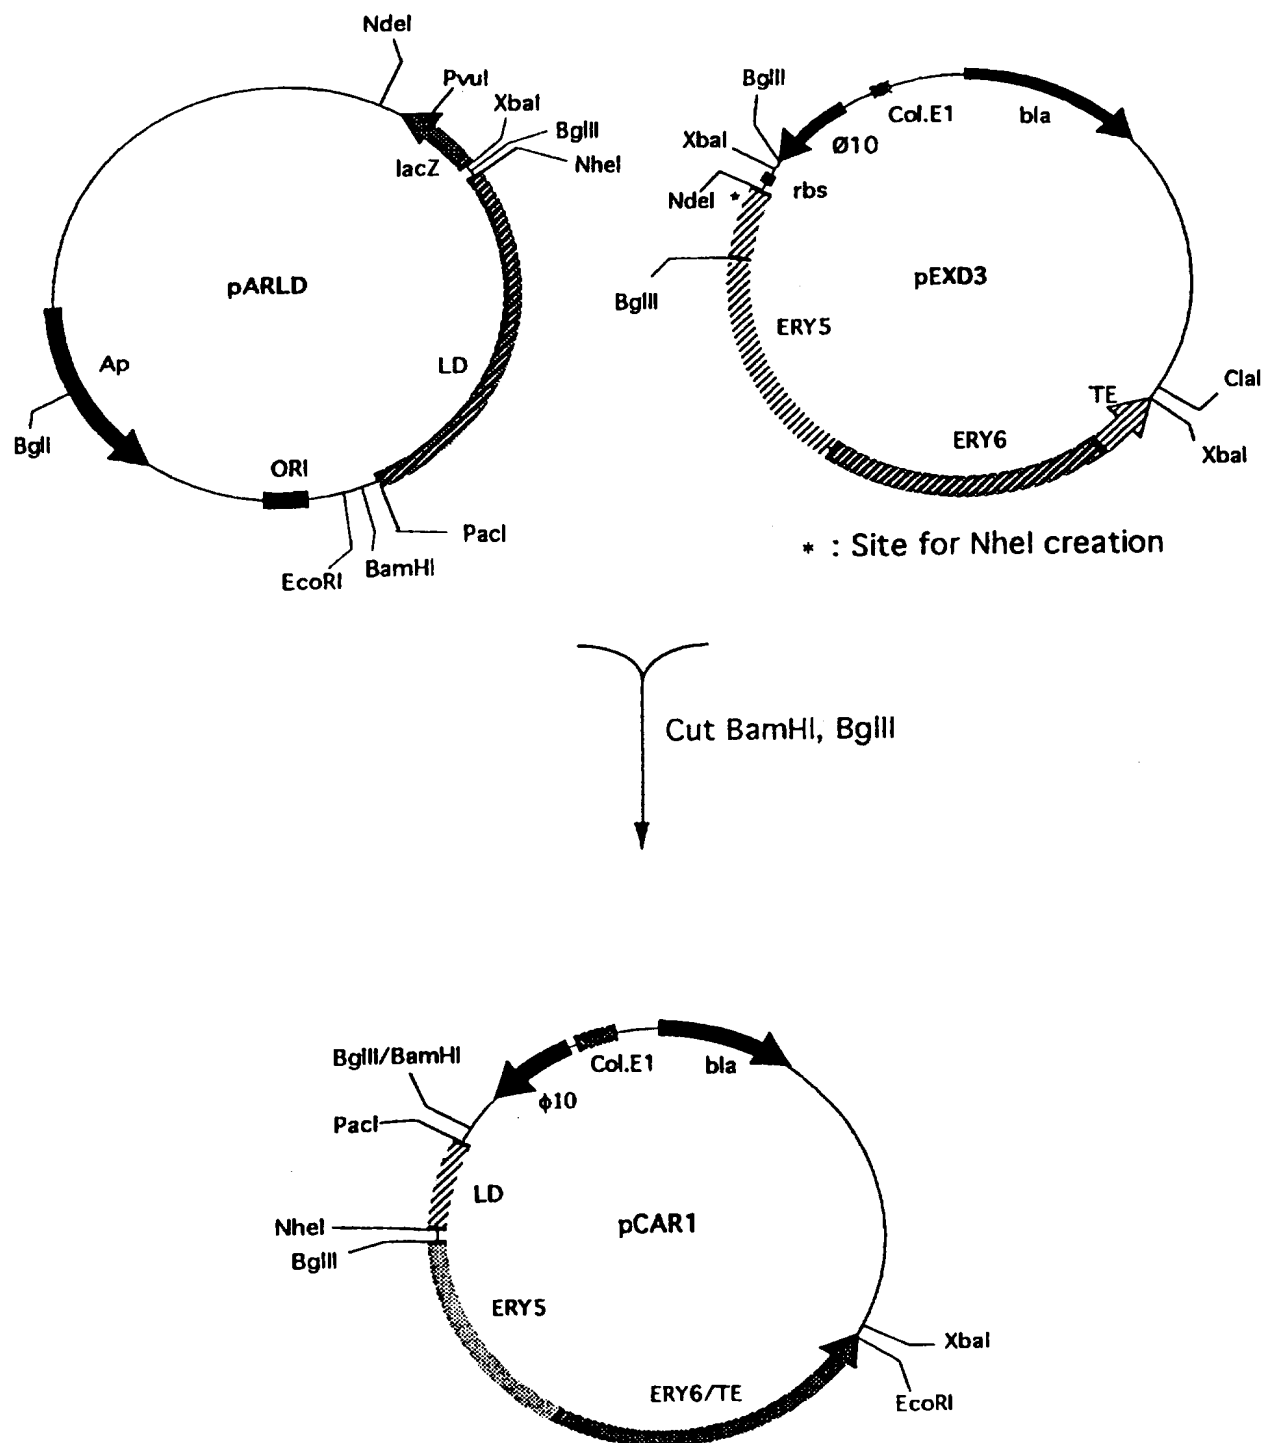 NdeI
PvuI
XbaI
BglII
NheI
lacZ
pARLD
Ap
LD
BglI
ORI
PacI
BamHI
EcoRI
BglII
Col.E1
bla
XbaI
Ø10
NdeI
*
rbs
pEXD3
BglII
ERY5
ClaI
TE
ERY6
XbaI
* : Site for NheI creation
Cut BamHI, BglII
BglII/BamHI
Col.E1
bla
ϕ10
PacI
LD
pCAR1
NheI
BglII
ERY5
XbaI
ERY6/TE
EcoRI